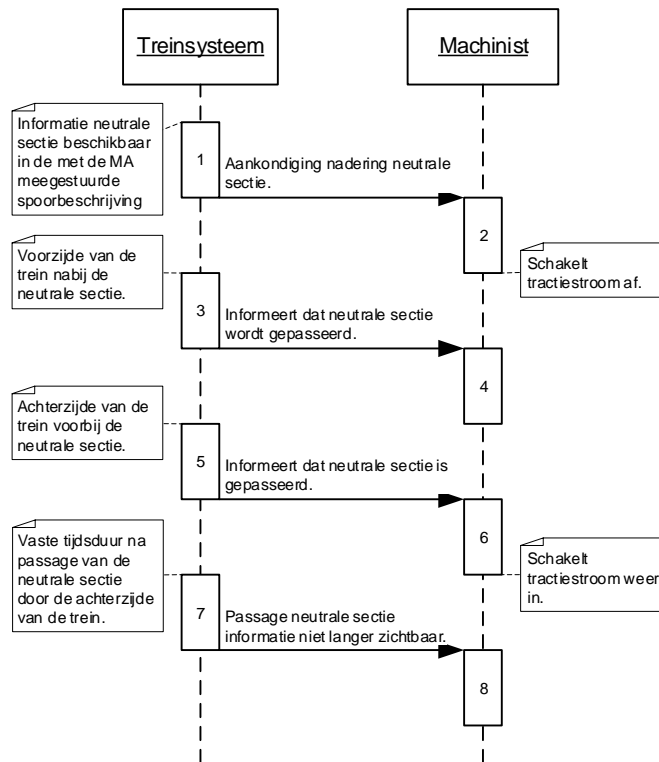 Treinsysteem
Machinist
Informatie neutrale
sectie beschikbaar
in de met de MA
meegestuurde
spoorbeschrijving
1
Aankondiging nadering neutrale
sectie.
2
Voorzijde van de
trein nabij de
neutrale sectie.
Schakelt
tractiestroom af.
3
Informeert dat neutrale sectie
wordt gepasseerd.
4
Achterzijde van de
trein voorbij de
neutrale sectie.
5
Informeert dat neutrale sectie is
gepasseerd.
6
Vaste tijdsduur na
passage van de
neutrale sectie
door de achterzijde
van de trein.
Schakelt
tractiestroom weer
in.
7
Passage neutrale sectie
informatie niet langer zichtbaar.
8